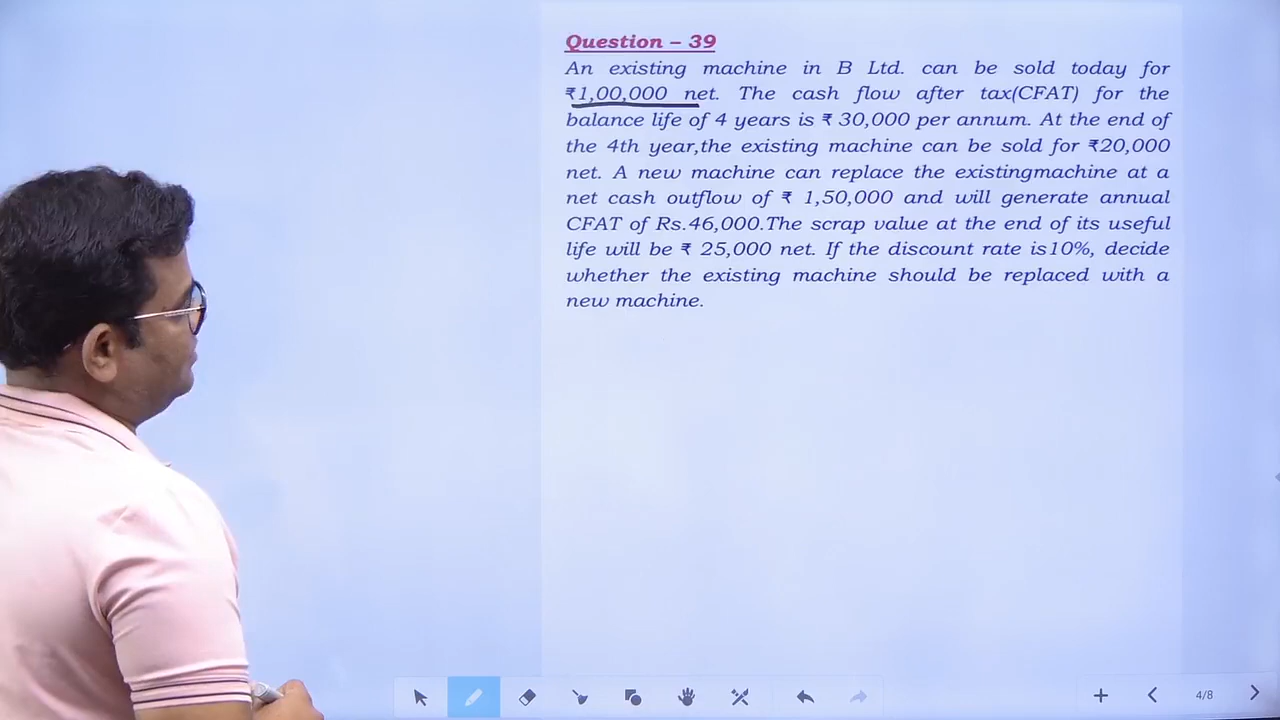 Question – 39
An existing machine in B Ltd. can be sold today for
₹1,00,000 net. The cash flow after tax(CFAT) for the
balance life of 4 years is ₹ 30,000 per annum. At the end of
the 4th year,the existing machine can be sold for ₹20,000
net. A new machine can replace the existingmachine at a
net cash outflow of ₹ 1,50,000 and will generate annual
CFAT of Rs.46,000.The scrap value at the end of its useful
life will be ₹ 25,000 net. If the discount rate is10%, decide
whether the existing machine should be replaced with a
new machine.
4/8